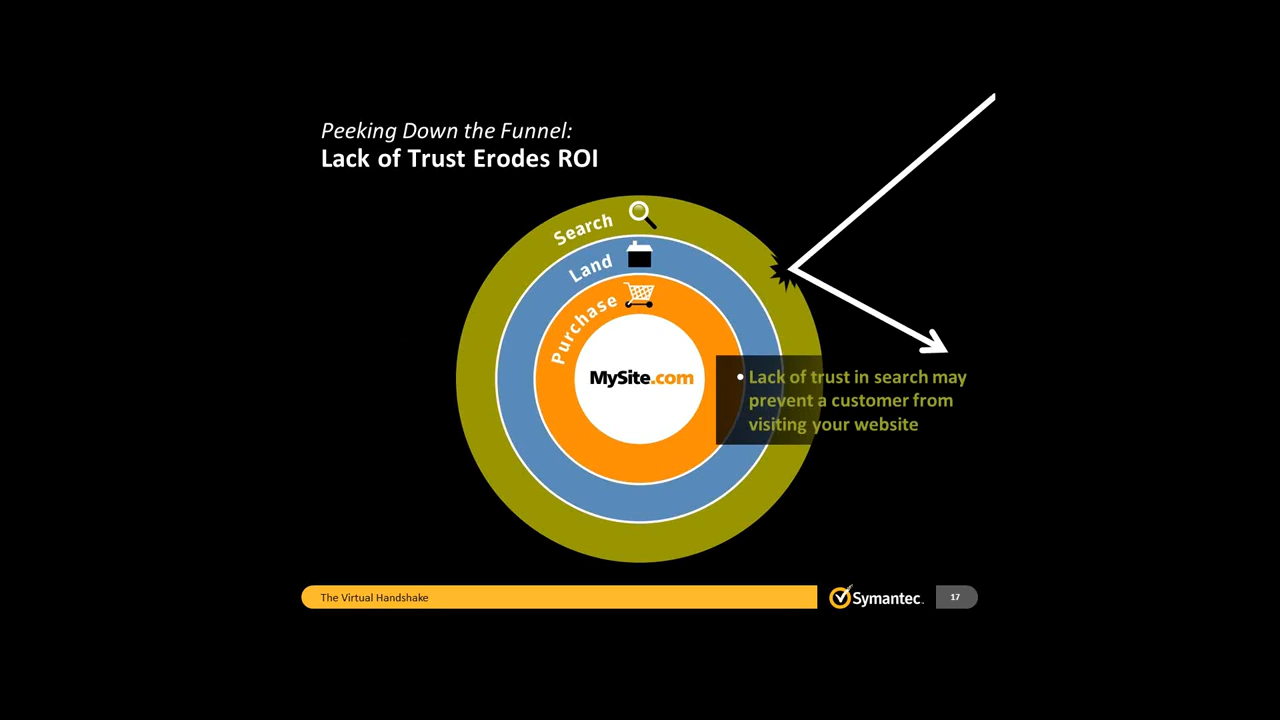 Peeking Down the Funnel:
Lack of Trust Erodes ROI
Search
Land
Purchase
MySite.com
• Lack of trust in search may
prevent a customer from
visiting your website
The Virtual Handshake
Symantec.
17